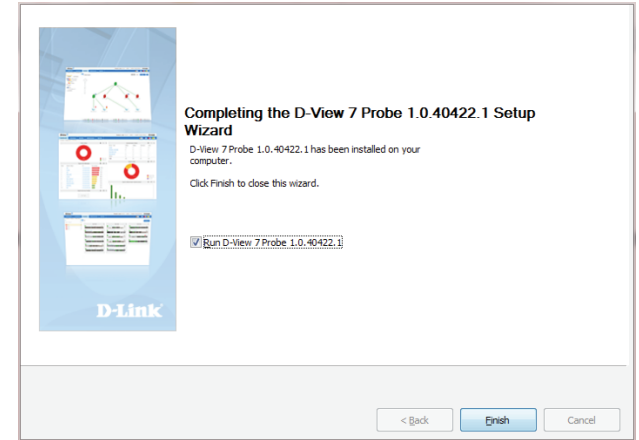 Completing the D-View 7 Probe 1.0.40422.1 Setup
Wizard
D-View 7 Probe 1.0.40422.1 has been installed on your
computer.
Click Finish to close this wizard.
Run D-View 7 Probe 1.0.40422.1
D-Link
< Back Finish Cancel